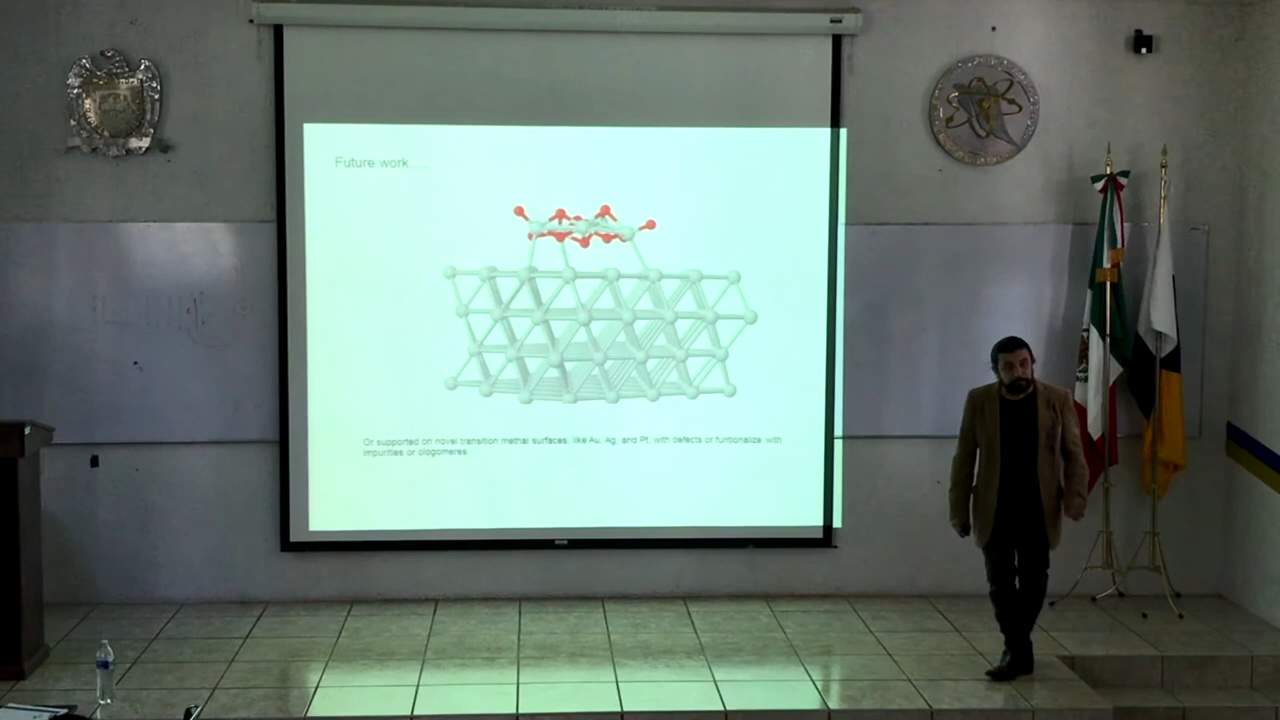 Future work.....
Or supported on novel transition methal surfaces, like Au, Ag, and Pt, with defects or funtionalize with
impurities or ologomeres